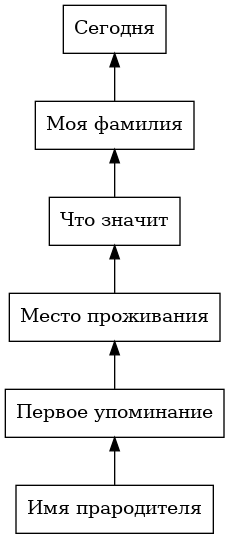 Сегодня
Моя фамилия
Что значит
Место проживания
Первое упоминание
Имя прародителя